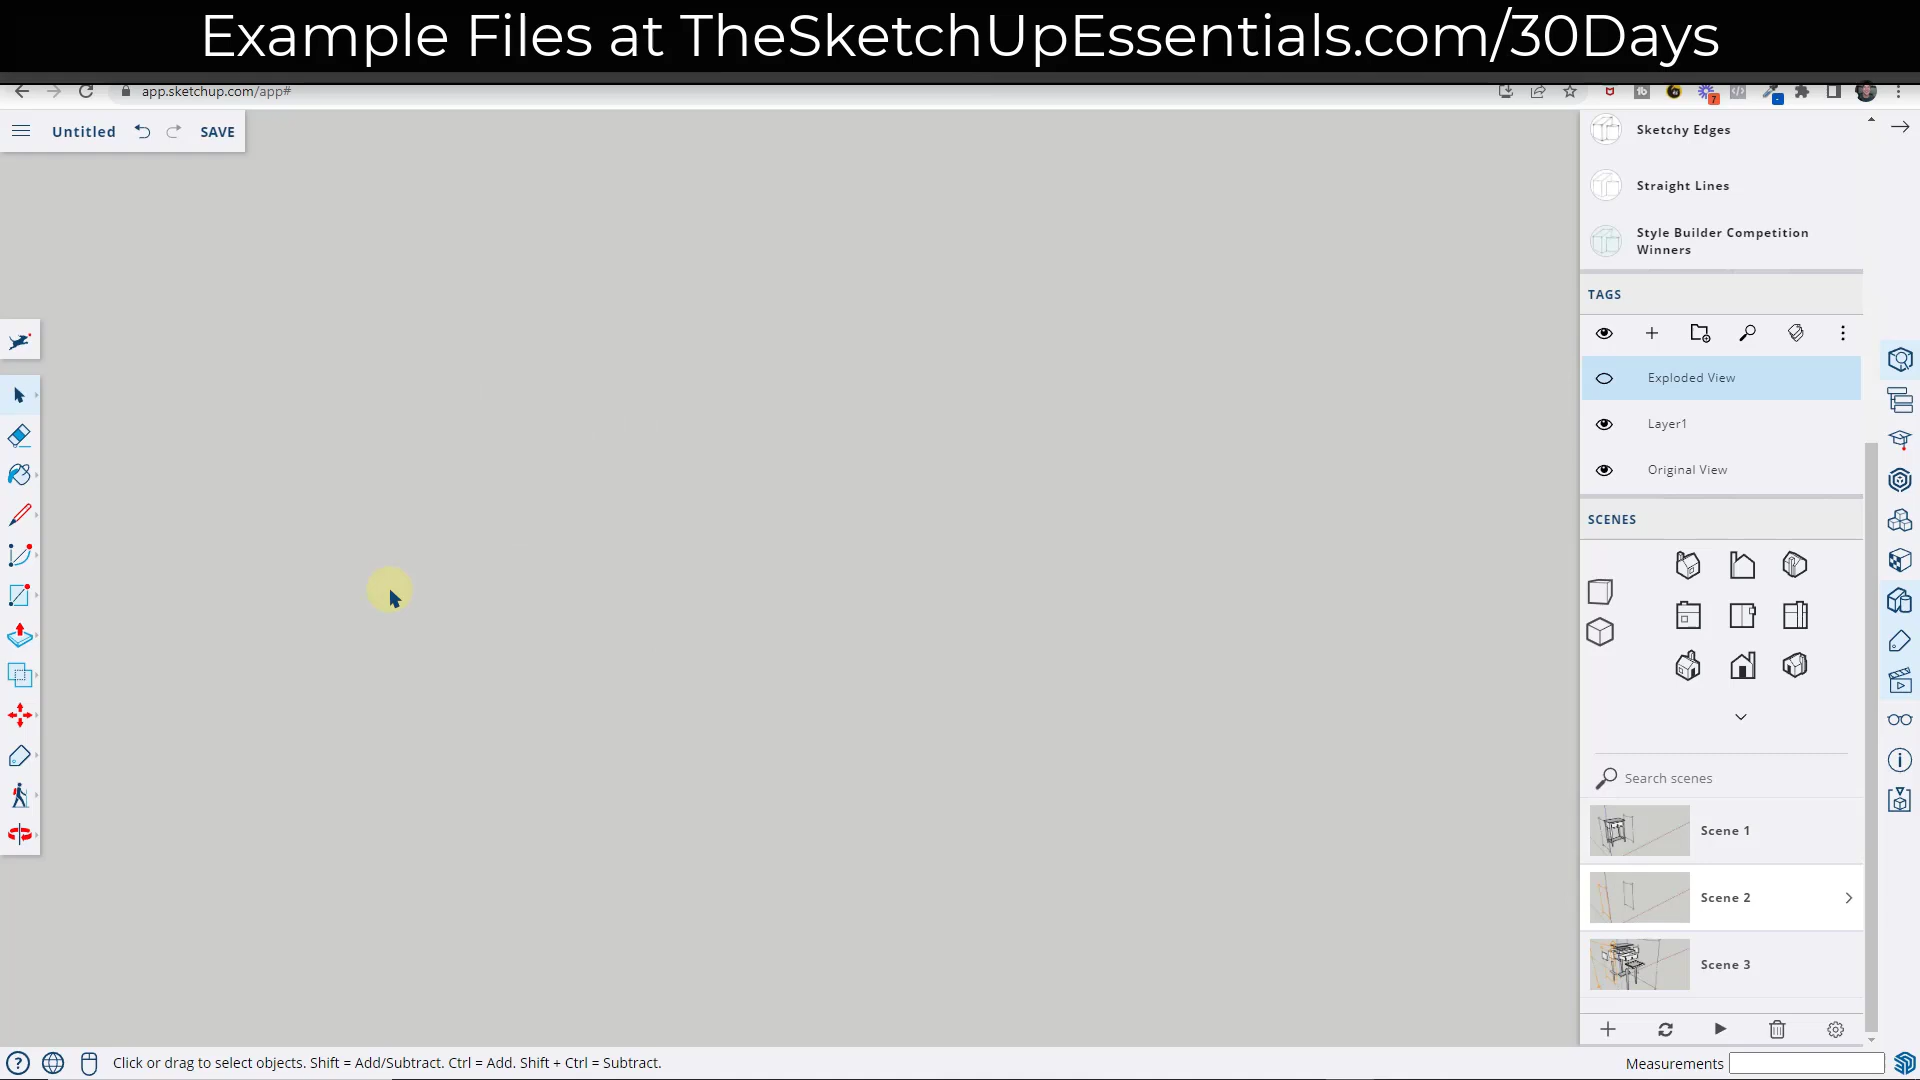 Example Files at TheSketchUpEssentials.com/30Days
app.sketchup.com/app#
7
Untitled
SAVE
Sketchy Edges
Straight Lines
Style Builder Competition
Winners
TAGS
Exploded View
Layer1
Original View
SCENES
Search scenes
Scene 1
Scene 2
Scene 3
Click or drag to select objects. Shift = Add/Subtract. Ctrl = Add. Shift + Ctrl = Subtract.
Measurements